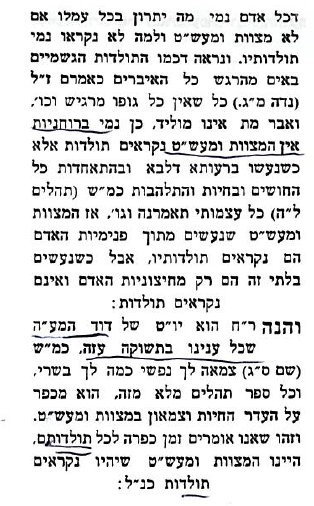 דכל אדם נמי מה יתרון בכל עמלו אם
לא מצוות ומעש״ט ולמה לא נקראו נמי
תולדותיו. ונראה דכמו התולדות הגשמיים
באים מהרגש כל האיברים כאמרם ז״ל
(נדה מ״ג.) כל שאין כל גופו מרגיש וכו׳,
ואבר מת אינו מוליד, כן נמי ברוחניות
אין המצוות ומעש״ט נקראים תולדות אלא
כשנעשו ברעותא דלבא ובהתאחדות כל
החושים ובחיות והתלהבות כמ״ש (תהלים
ל״ה) כל עצמותי תאמרנה וגו׳, אז המצוות
ומעש״ט שנעשים מתוך פנימיות האדם
הם נקראים תולדותיו, אבל כשנעשים
בלתי זה הם רק מחיצוניות האדם ואינם
נקראים תולדות:
והנה ר״ח הוא יו״ט של דוד המע״ה
שכל ענינו בתשוקה עזה, כמ״ש
(שם ס״ג) צמאה לך נפשי כמה לך בשרי,
וכל ספר תהלים מלא מזה, הוא מכפר
על העדר החיות וצמאון במצוות ומעש״ט.
וזהו שאנו אומרים זמן כפרה לכל תולדותם,
היינו המצוות ומעש״ט שיהיו נקראים
תולדות כנ״ל: